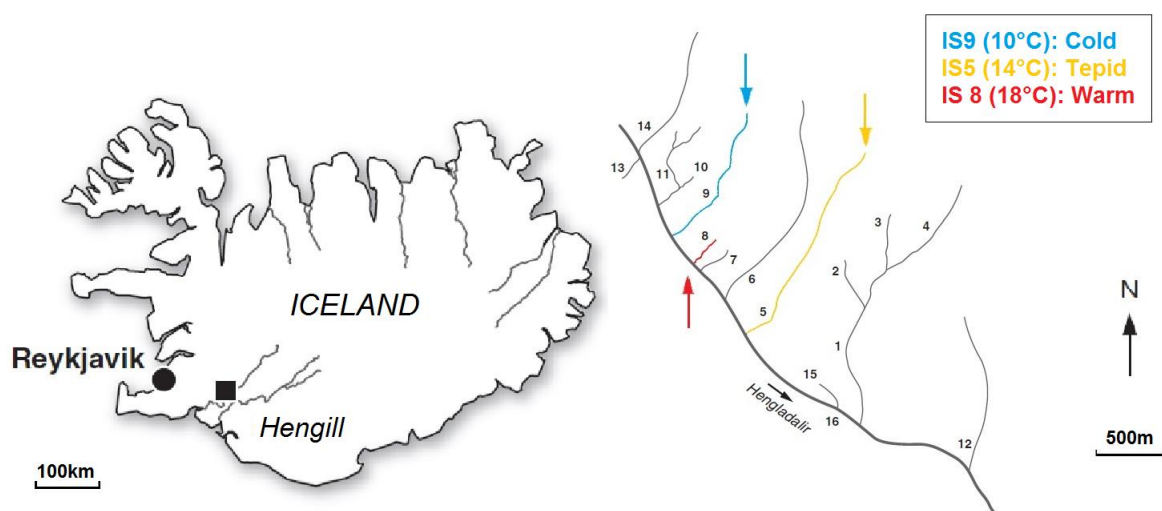 ICELAND
Reykjavik
Hengill
100km
IS9 (10°C): Cold
IS5 (14°C): Tepid
IS 8 (18°C): Warm
14
13
11
10
9
8
7
6
5
3
4
2
1
15
16
12
Hengladalir
N
500m